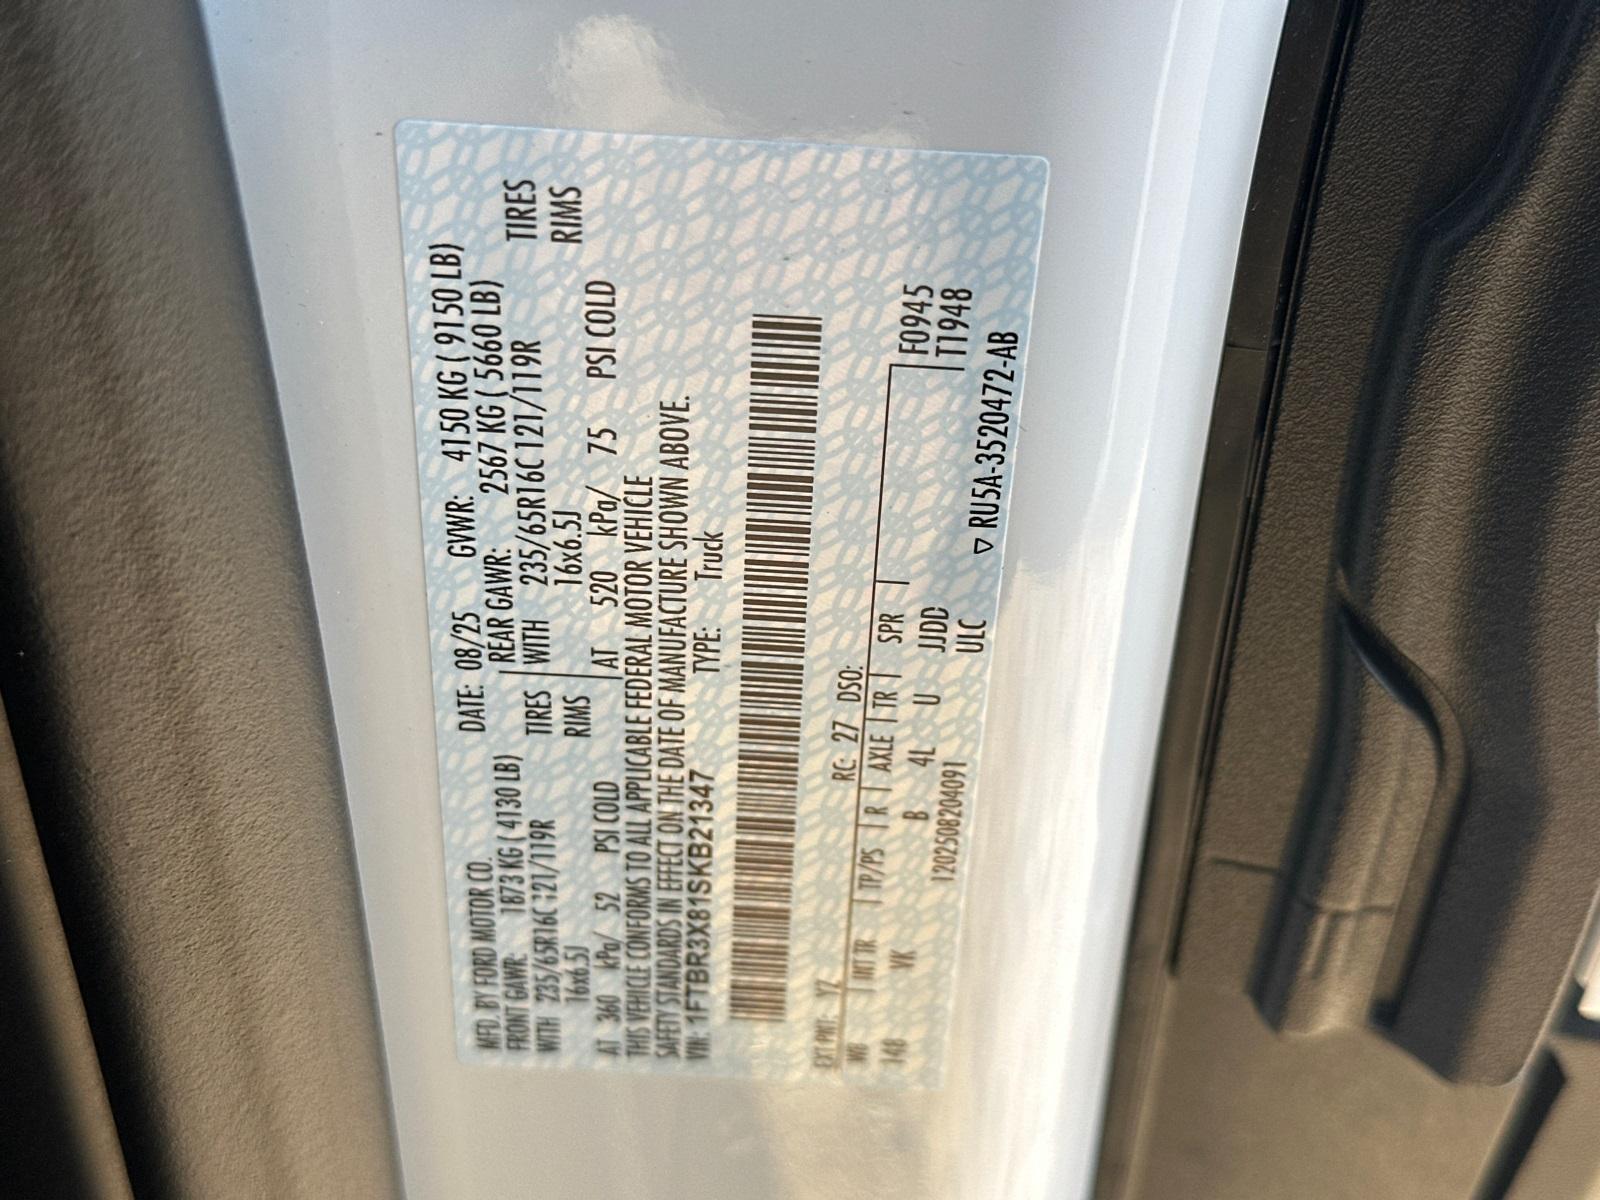 MFD. BY FORD MOTOR CO.
DATE: 08/25 GVWR: 4150 KG ( 9150 LB)
FRONT GAWR: 1873 KG ( 4130 LB)
REAR GAWR: 2567 KG ( 5660 LB)
WITH 235/65R16C 121/119R TIRES
WITH 235/65R16C 121/119R TIRES
16x6.5J RIMS
16x6.5J RIMS
AT 360 kPa/ 52 PSI COLD
AT 520 kPa/ 75 PSI COLD
THIS VEHICLE CONFORMS TO ALL APPLICABLE FEDERAL MOTOR VEHICLE
SAFETY STANDARDS IN EFFECT ON THE DATE OF MANUFACTURE SHOWN ABOVE.
VIN: 1FTBR3X81SKB21347 TYPE: Truck
EXT PNT: YZ RC: 27 DSO:
WB INT TR TP/PS R AXLE TR SPR F0945
148 VK B 4L U JJDD T1948
1202508204091 ULC
▽ RU5A-3520472-AB